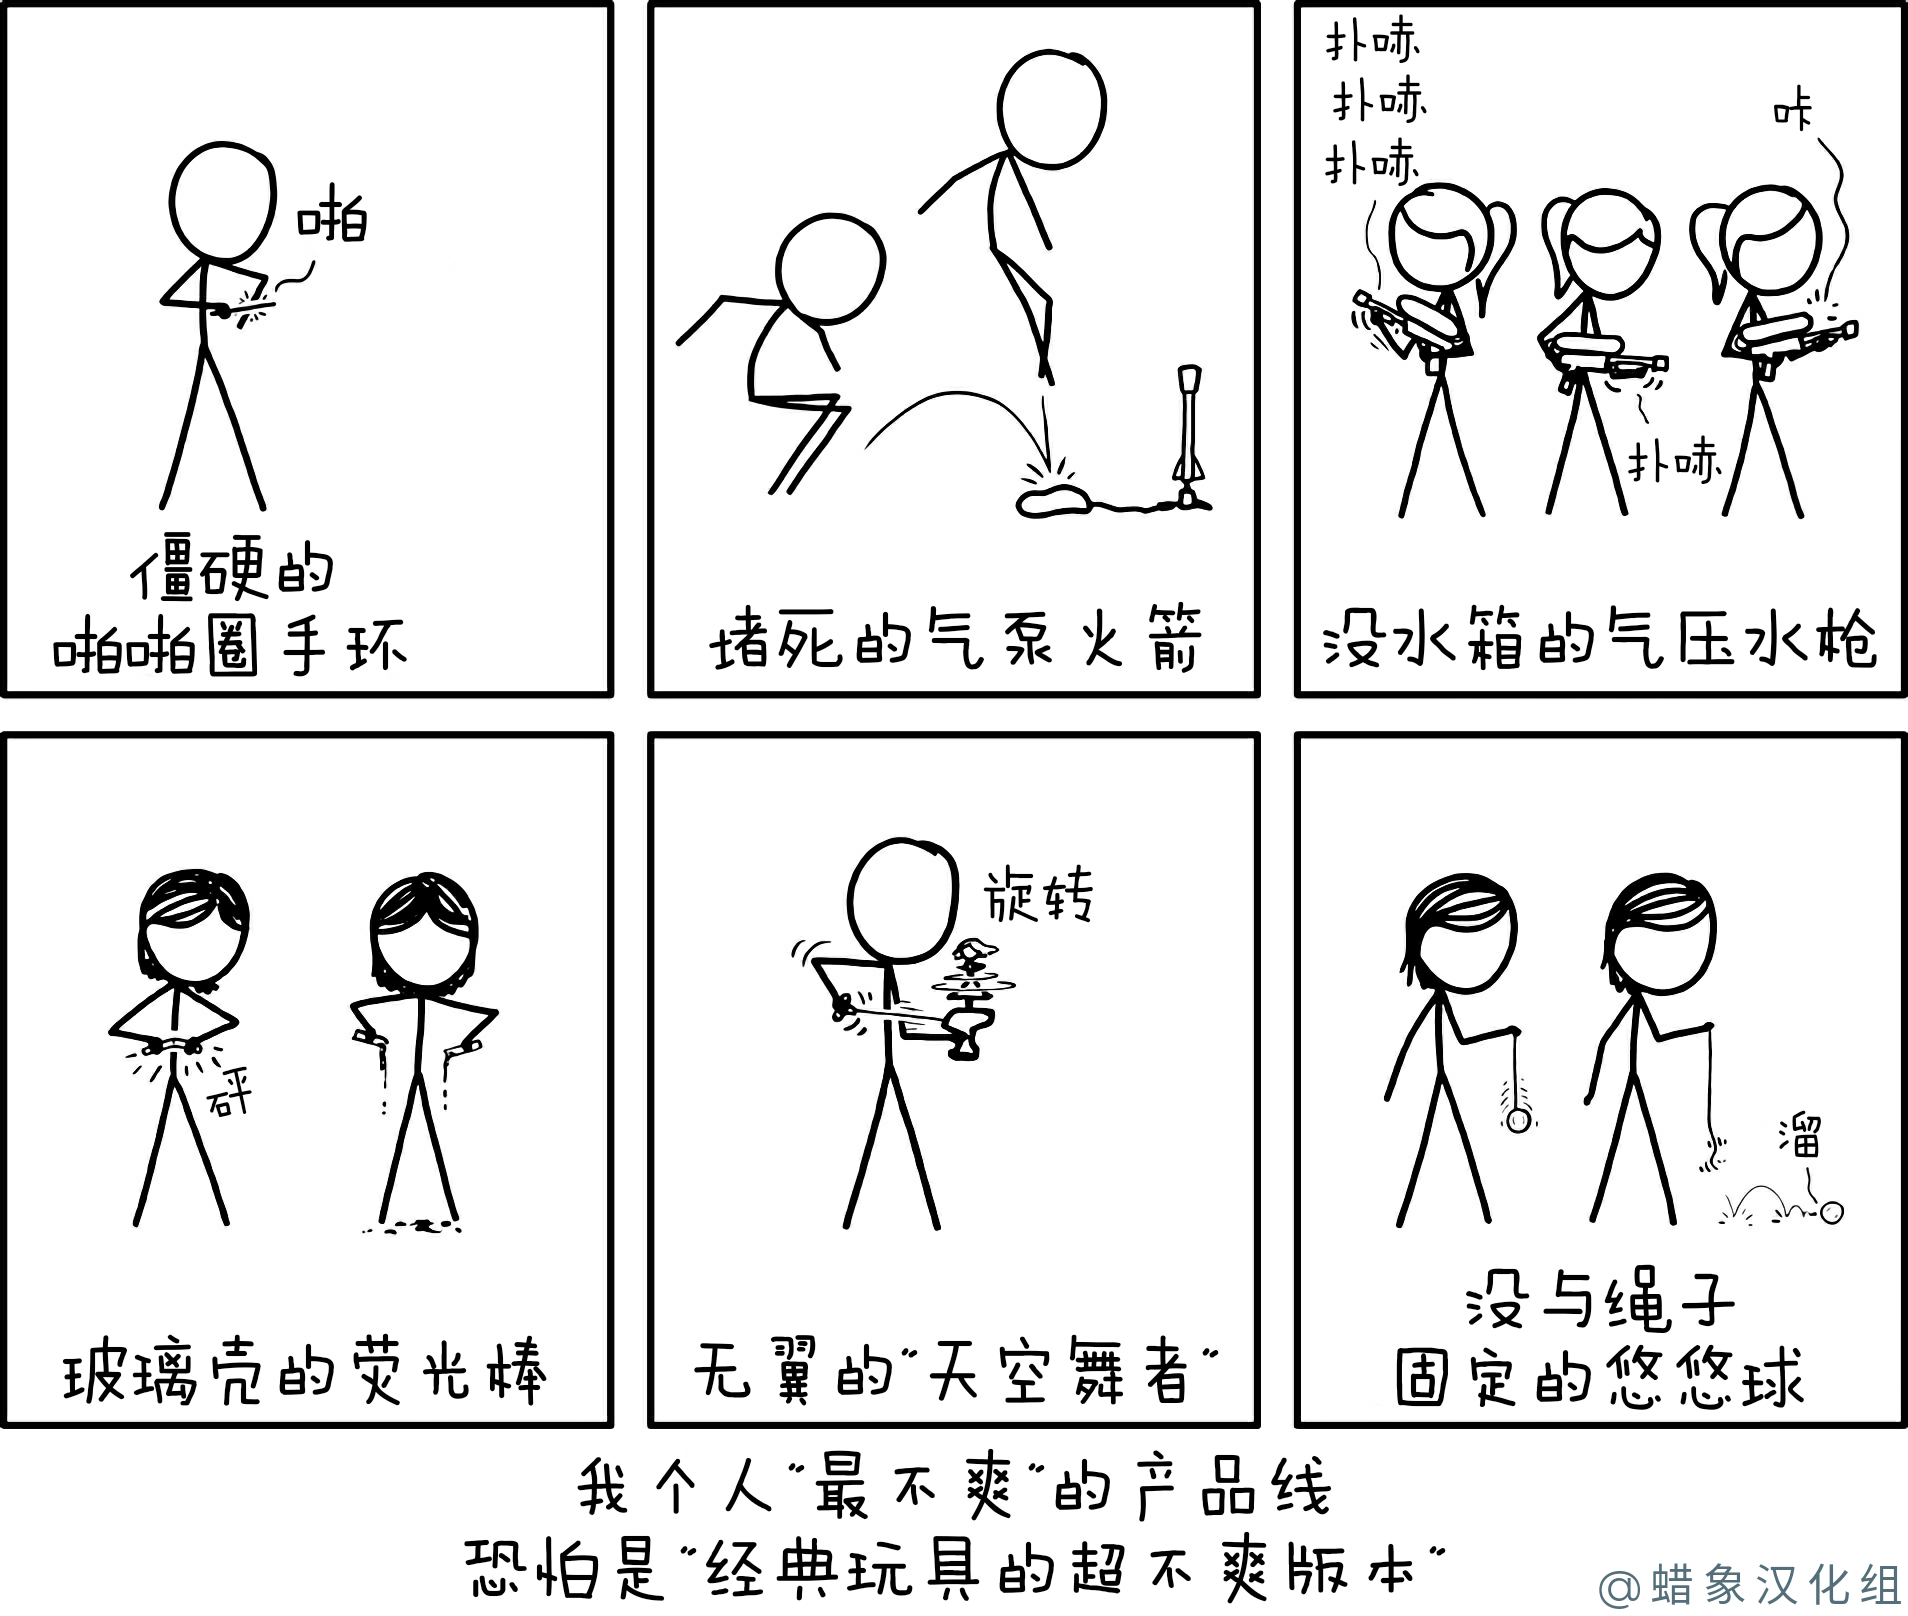 啪
僵硬的
啪啪圈手环
堵死的气泵火箭
扑哧
扑哧
扑哧
咔
扑哧
没水箱的气压水枪
砰
玻璃壳的荧光棒
旋转
无翼的"天空舞者"
溜
没与绳子
固定的悠悠球
我个人"最不爽"的产品线
恐怕是"经典玩具的超不爽版本"
@蜡象汉化组